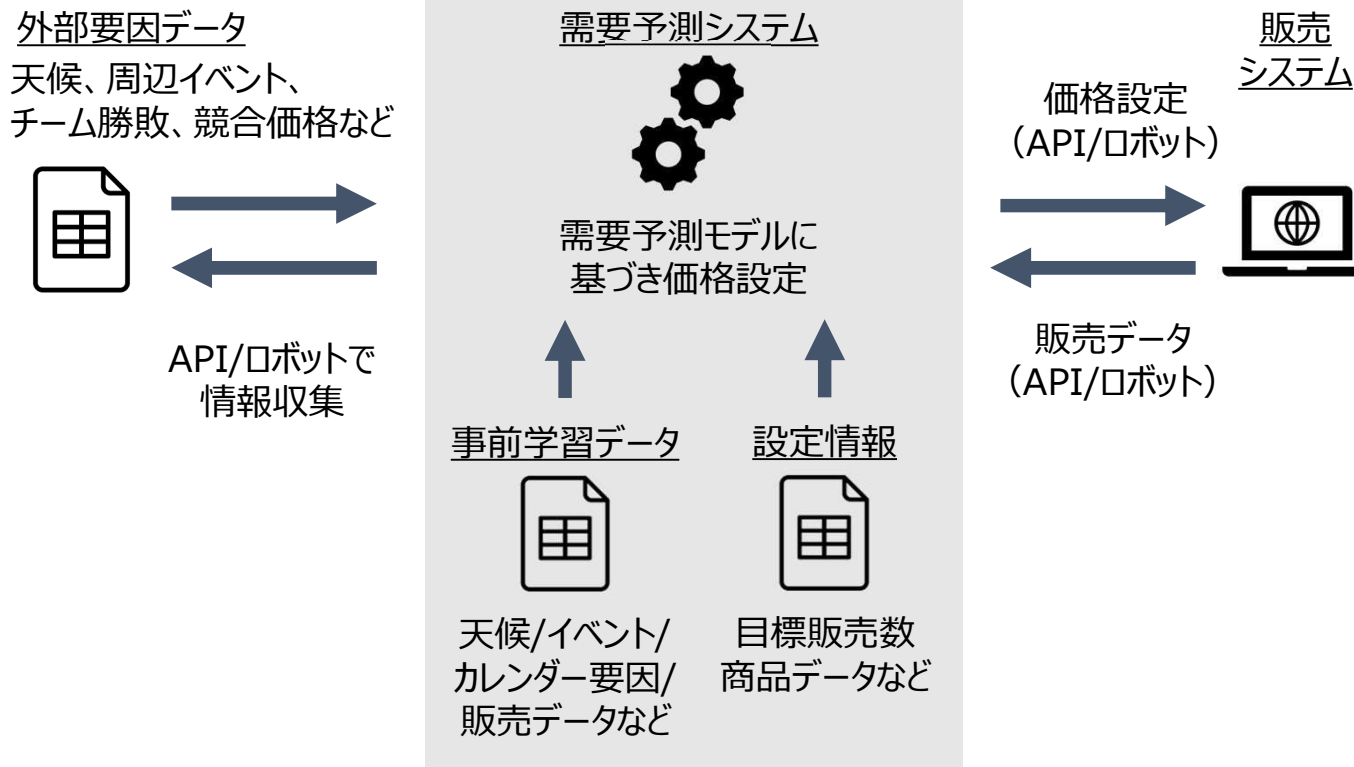 外部要因データ
天候、周辺イベント、
チーム勝敗、競合価格など
API/ロボットで
情報収集
需要予測システム
需要予測モデルに
基づき価格設定
事前学習データ
天候/イベント/
カレンダー要因/
販売データなど
設定情報
目標販売数
商品データなど
価格設定
（API/ロボット）
販売データ
（API/ロボット）
販売
システム